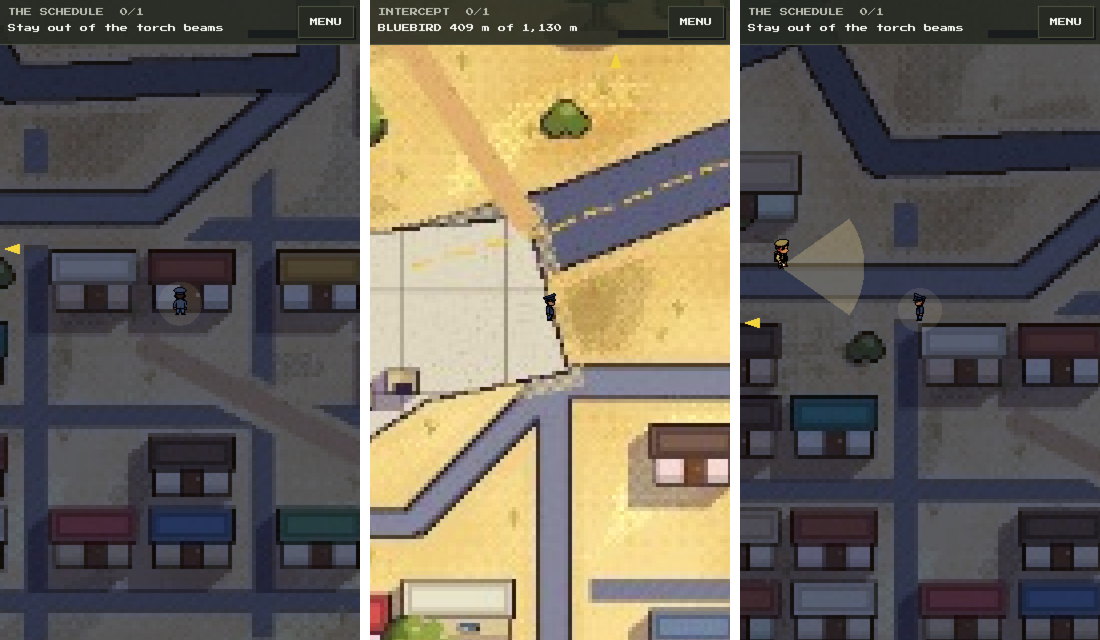 THE SCHEDULE 0/1
Stay out of the torch beams
MENU
INTERCEPT 0/1
BLUEBIRD 409 m of 1,130 m
MENU
THE SCHEDULE 0/1
Stay out of the torch beams
MENU